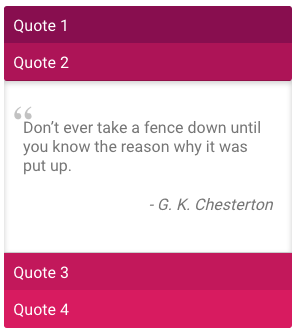 Quote 1
Quote 2
“
Don’t ever take a fence down until
you know the reason why it was
put up.
- G. K. Chesterton
Quote 3
Quote 4